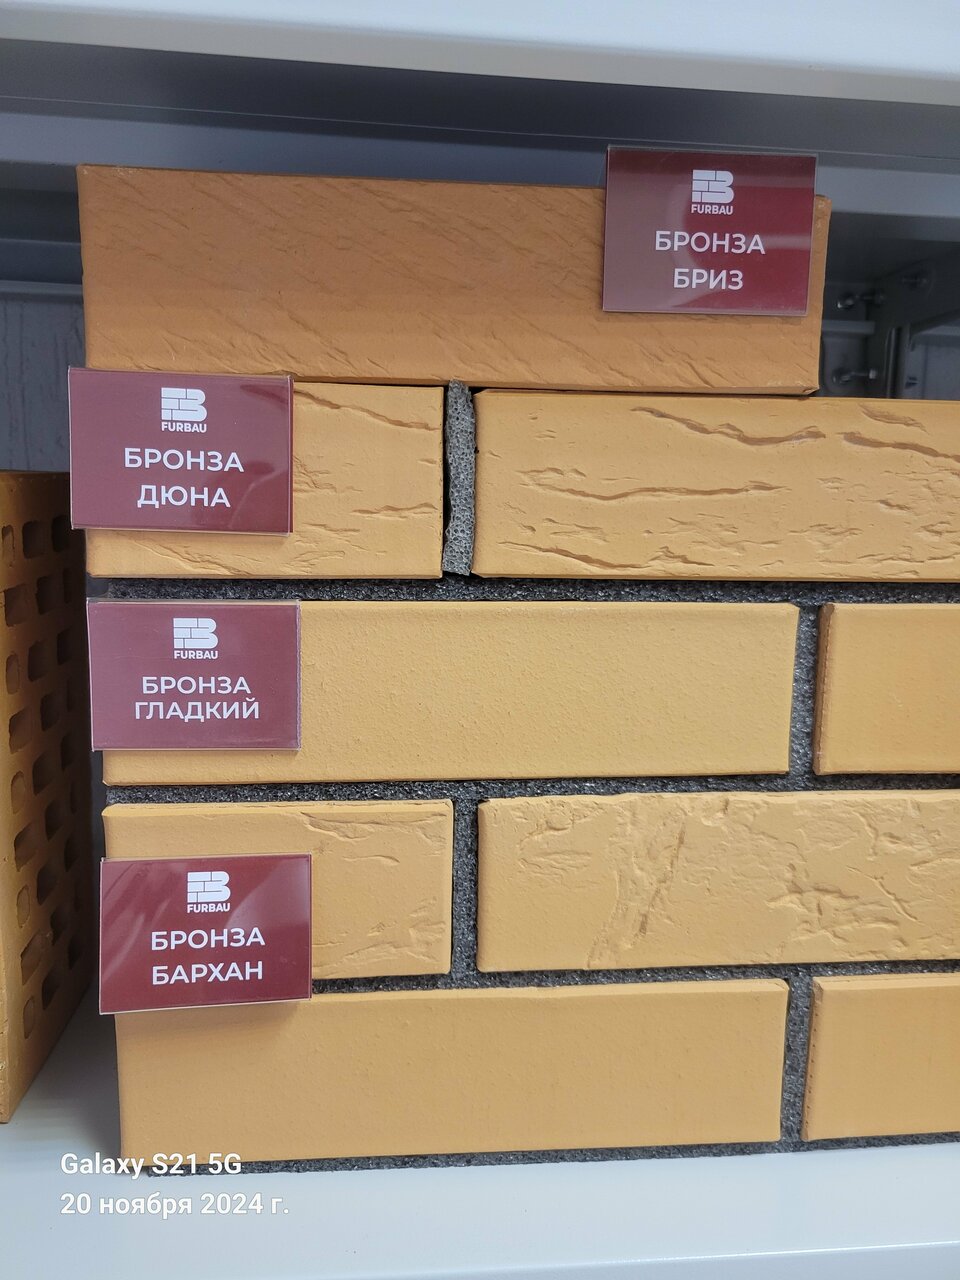 FURBAU
БРОНЗА
БРИЗ
FURBAU
БРОНЗА
ДЮНА
FURBAU
БРОНЗА
ГЛАДКИЙ
FURBAU
БРОНЗА
БАРХАН
Galaxy S21 5G
20 ноября 2024 г.